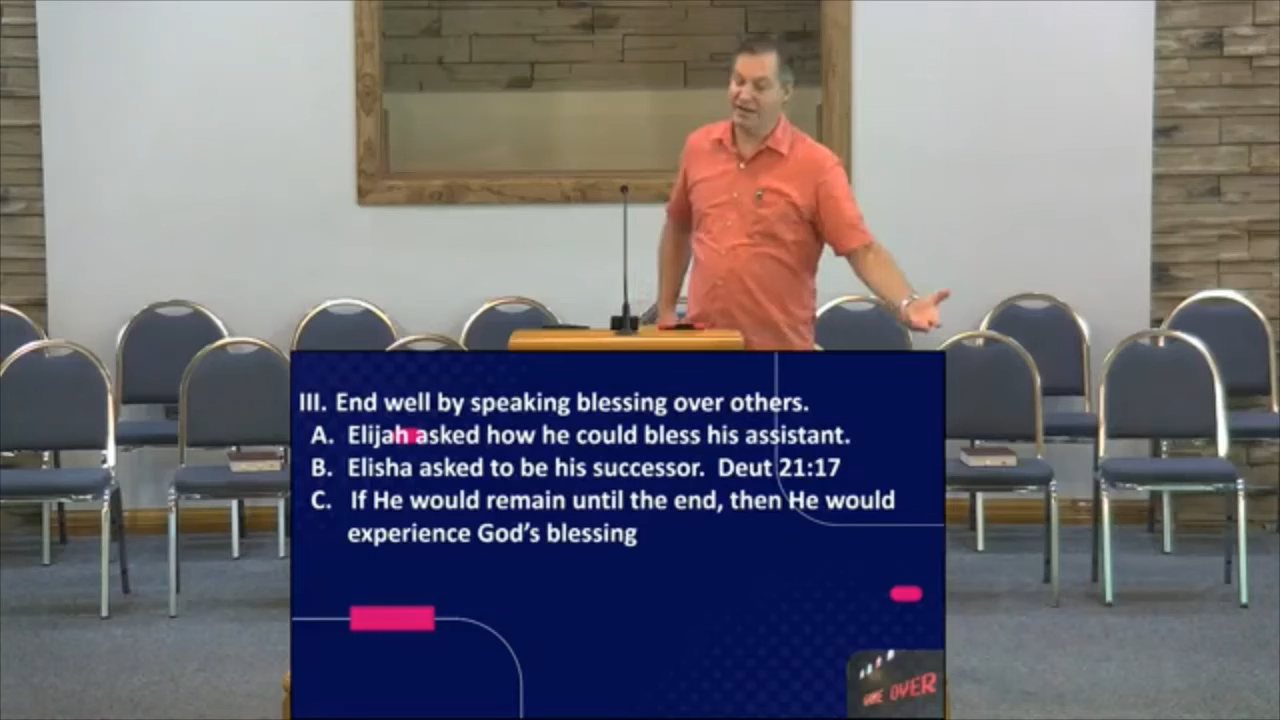 III. End well by speaking blessing over others.
A. Elijah asked how he could bless his assistant.
B. Elisha asked to be his successor. Deut 21:17
C. If He would remain until the end, then He would
experience God’s blessing
OVER